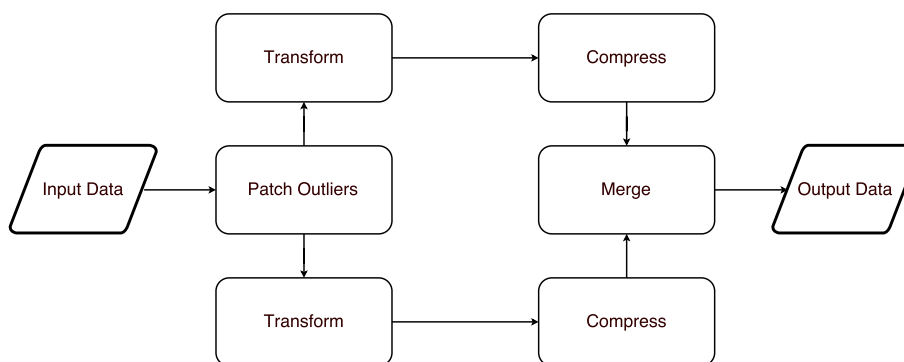 Transform
Compress
Input Data
Patch Outliers
Merge
Output Data
Transform
Compress